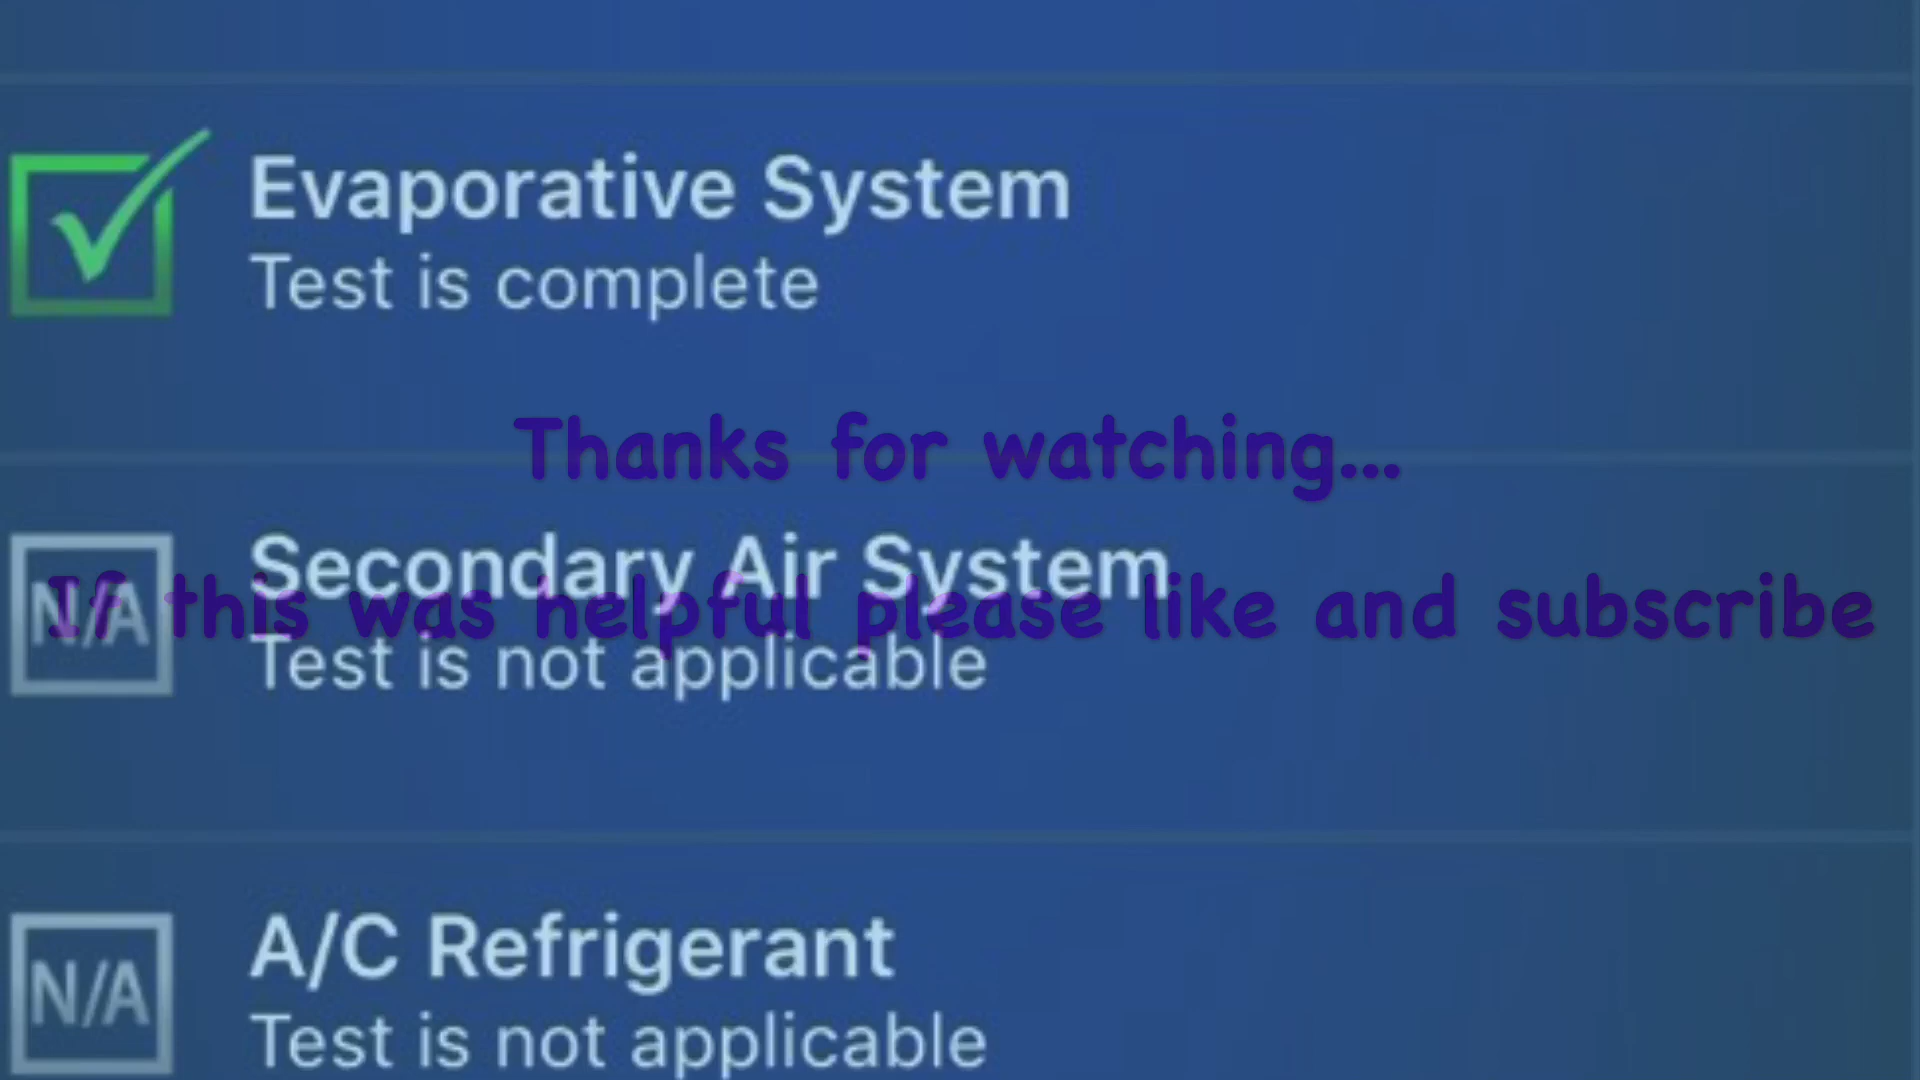 Evaporative System
Test is complete
Thanks for watching...
N/A
Secondary Air System
If this was helpful please like and subscribe
Test is not applicable
N/A
A/C Refrigerant
Test is not applicable